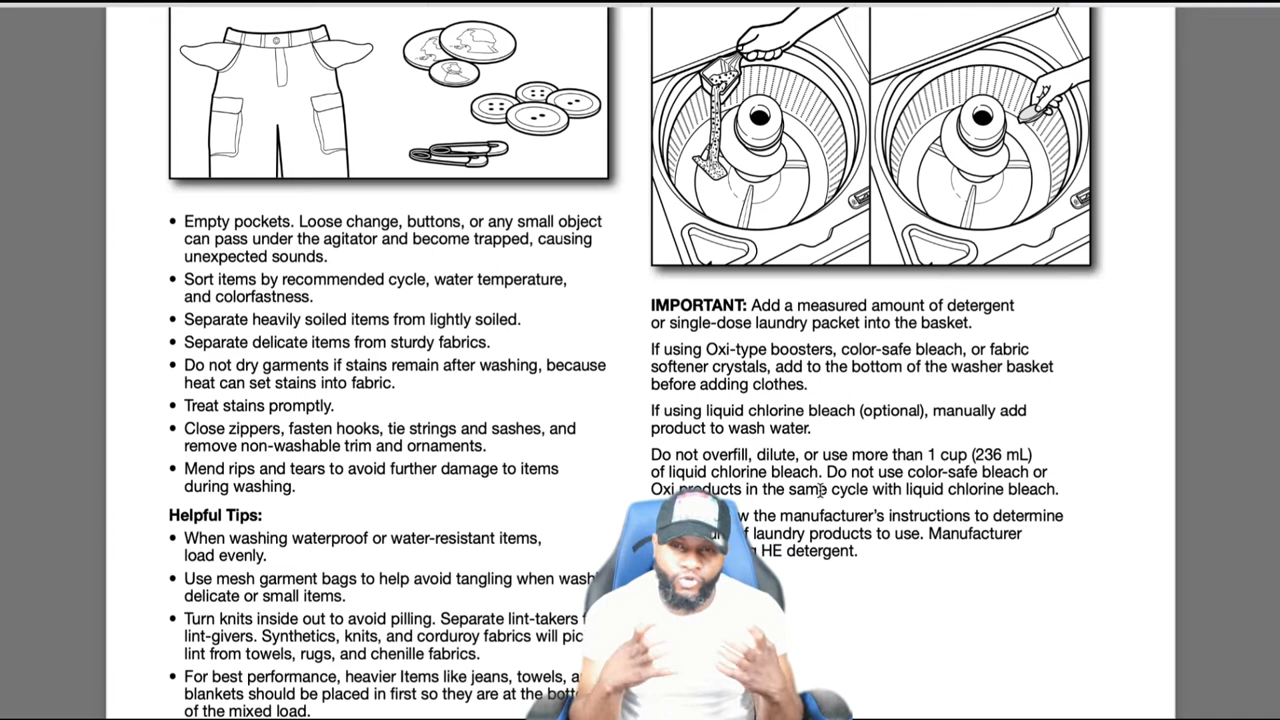 • Empty pockets. Loose change, buttons, or any small object
can pass under the agitator and become trapped, causing
unexpected sounds.
• Sort items by recommended cycle, water temperature,
and colorfastness.
• Separate heavily soiled items from lightly soiled.
• Separate delicate items from sturdy fabrics.
• Do not dry garments if stains remain after washing, because
heat can set stains into fabric.
• Treat stains promptly.
• Close zippers, fasten hooks, tie strings and sashes, and
remove non-washable trim and ornaments.
• Mend rips and tears to avoid further damage to items
during washing.
Helpful Tips:
• When washing waterproof or water-resistant items,
load evenly.
• Use mesh garment bags to help avoid tangling when
delicate or small items.
• Turn knits inside out to avoid pilling. Separate lint-takers
lint-givers. Synthetics, knits, and corduroy fabrics will
lint from towels, rugs, and chenille fabrics.
• For best performance, heavier Items like jeans, towels,
blankets should be placed in first so they are at the
of the mixed load.
IMPORTANT: Add a measured amount of detergent
or single-dose laundry packet into the basket.
If using Oxi-type boosters, color-safe bleach, or fabric
softener crystals, add to the bottom of the washer basket
before adding clothes.
If using liquid chlorine bleach (optional), manually add
product to wash water.
Do not overfill, dilute, or use more than 1 cup (236 mL)
of liquid chlorine bleach. Do not use color-safe bleach or
Oxi products in the same cycle with liquid chlorine bleach.
the manufacturer's instructions to determine
laundry products to use. Manufacturer
HE detergent.